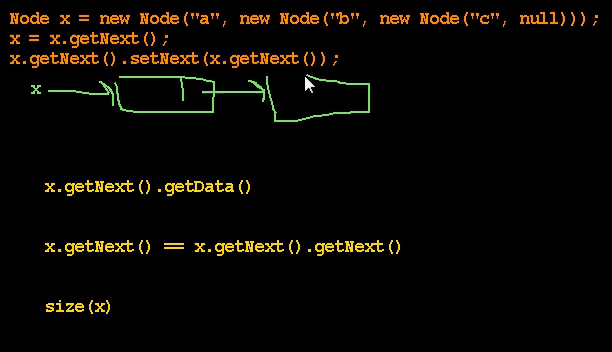 Node x = new Node("a", new Node("b", new Node("c", null)));
x = x.getNext();
x.getNext().setNext(x.getNext());
x
x.getNext().getData()
x.getNext() == x.getNext().getNext()
size(x)